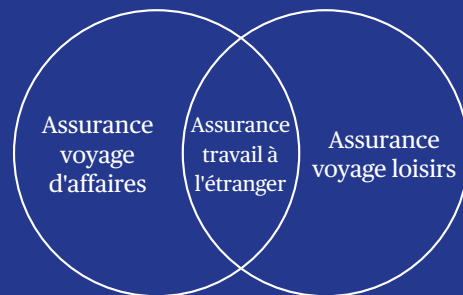 Assurance
voyage
d'affaires
Assurance
travail à
l'étranger
Assurance
voyage loisirs